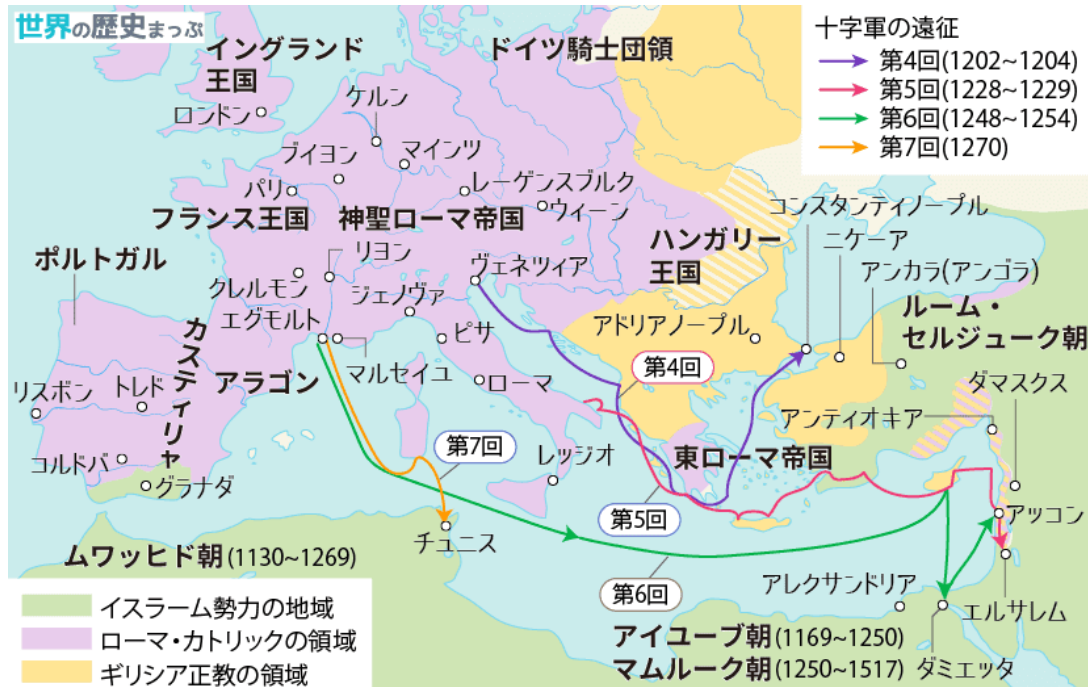 世界の歴史まっぷ
十字軍の遠征
第4回(1202~1204)
第5回(1228~1229)
第6回(1248~1254)
第7回(1270)
イングランド
王国
ドイツ騎士団領
ロンドン
ケルン
ブイヨン
マインツ
パリ
レーゲンスブルク
フランス王国
神聖ローマ帝国
ウィーン
コンスタンティノープル
ハンガリー
王国
ニケーア
ポルトガル
リヨン
ヴェネツィア
アンカラ(アンゴラ)
クレルモン
ジェノヴァ
ルーム・
セルジューク朝
エグモルト
ピサ
アドリアノープル
カスティリャ
アラゴン
マルセイユ
ローマ
第4回
ダマスクス
リスボン
トレド
アンティオキア
コルドバ
グラナダ
第7回
レッジオ
東ローマ帝国
第5回
アッコン
チュニス
ムワッヒド朝(1130~1269)
第6回
アレクサンドリア
エルサレム
アイユーブ朝(1169~1250)
マムルーク朝(1250~1517)
ダミエッタ
イスラーム勢力の地域
ローマ・カトリックの領域
ギリシア正教の領域